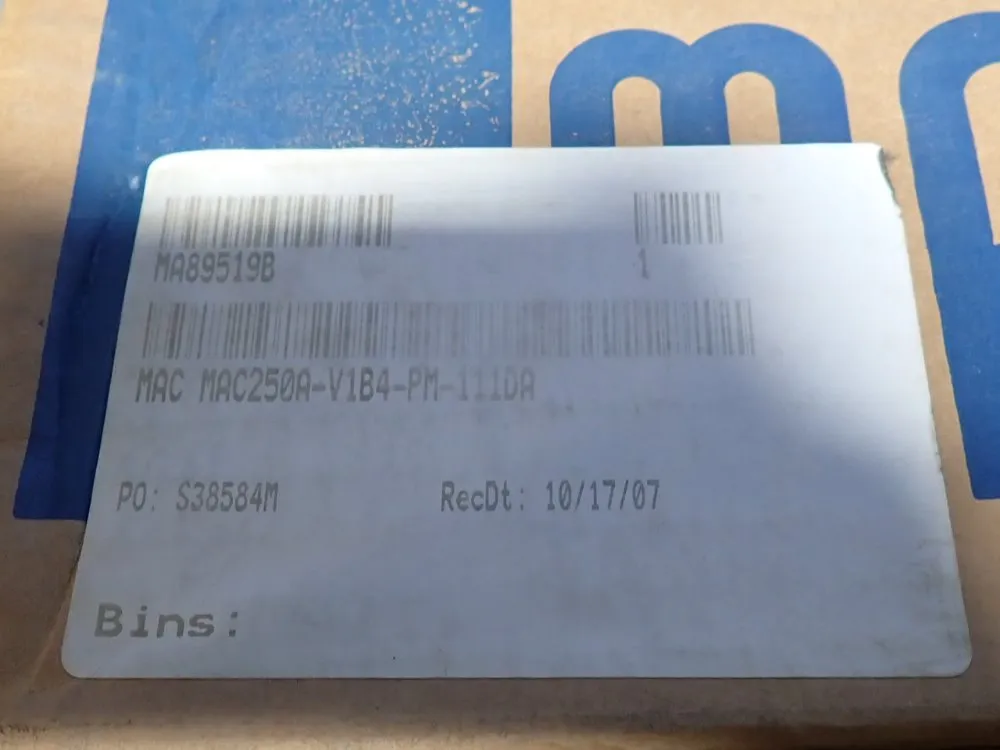 m
MA89519B 1
MAC MAC250A-V1B4-PM-111DA
PO: S38584M RecDt: 10/17/07
Bins: